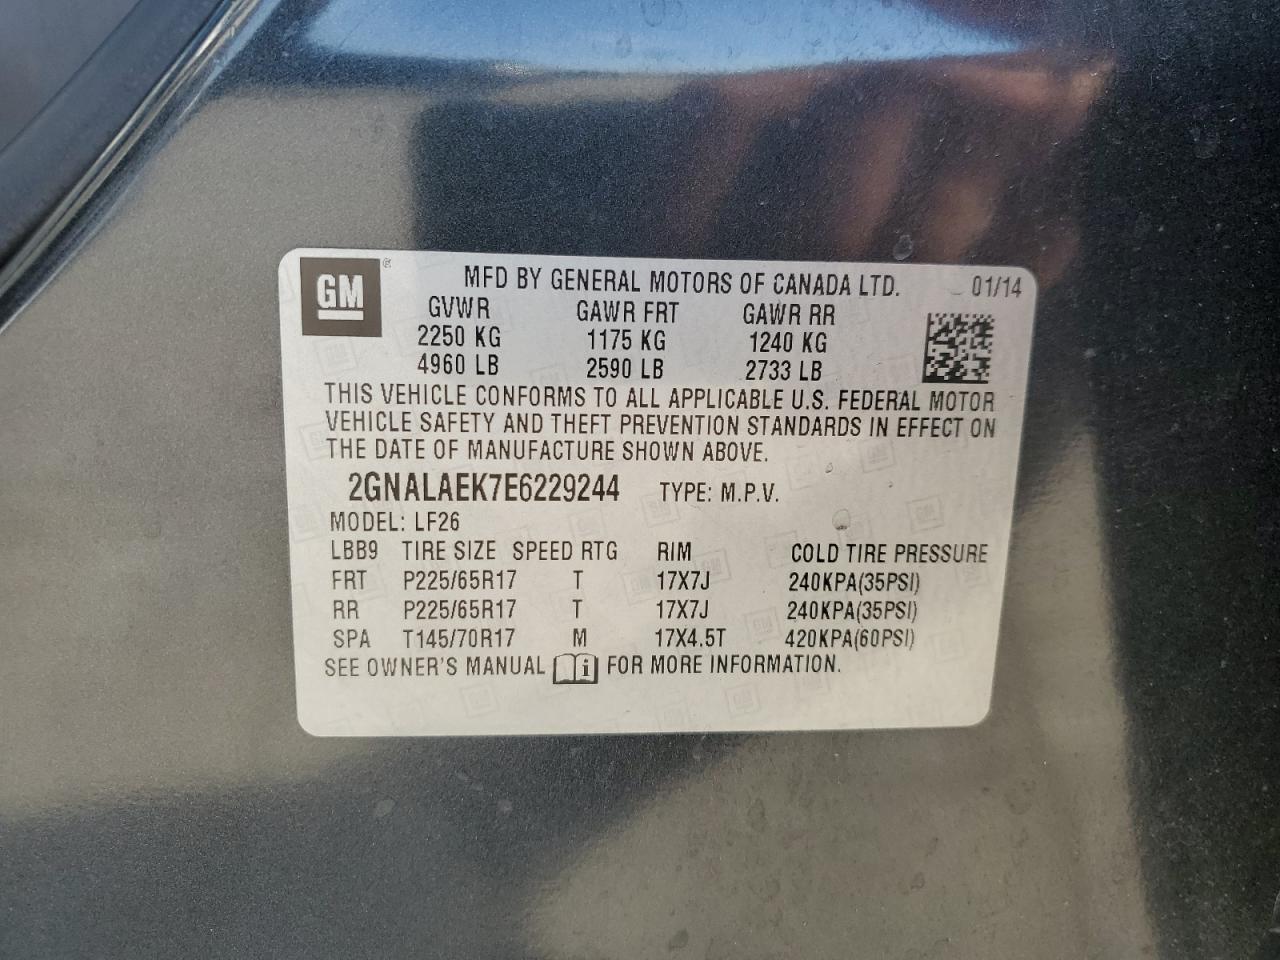 GM
MFD BY GENERAL MOTORS OF CANADA LTD. 01/14
GVWR GAWR FRT GAWR RR
2250 KG 1175 KG 1240 KG
4960 LB 2590 LB 2733 LB
THIS VEHICLE CONFORMS TO ALL APPLICABLE U.S. FEDERAL MOTOR
VEHICLE SAFETY AND THEFT PREVENTION STANDARDS IN EFFECT ON
THE DATE OF MANUFACTURE SHOWN ABOVE.
2GNALAEK7E6229244 TYPE: M.P.V.
MODEL: LF26
LBB9 TIRE SIZE SPEED RTG RIM COLD TIRE PRESSURE
FRT P225/65R17 T 17X7J 240KPA(35PSI)
RR P225/65R17 T 17X7J 240KPA(35PSI)
SPA T145/70R17 M 17X4.5T 420KPA(60PSI)
SEE OWNER'S MANUAL i FOR MORE INFORMATION.